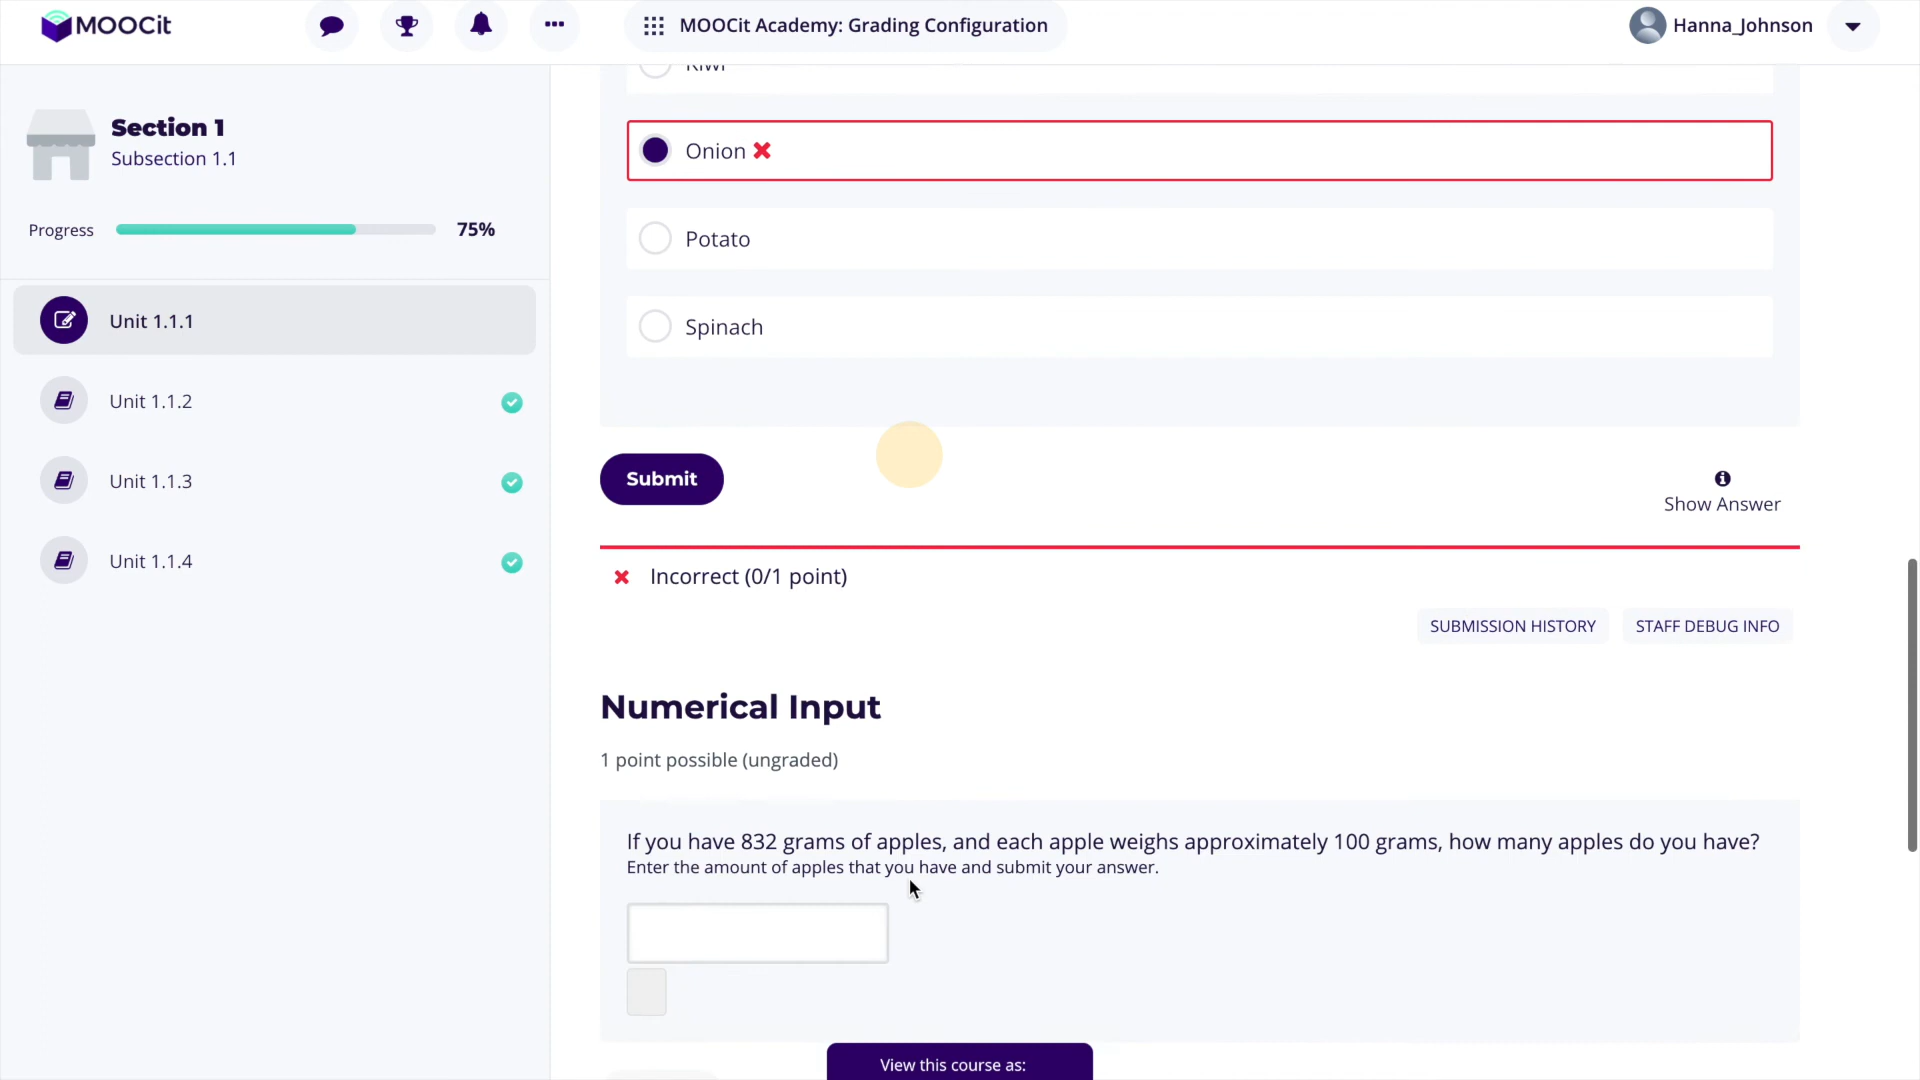 MOOCit
MOOCit Academy: Grading Configuration
Hanna_Johnson
Section 1
Subsection 1.1
Progress
75%
Unit 1.1.1
Unit 1.1.2
Unit 1.1.3
Unit 1.1.4
Kiwi
Onion
Potato
Spinach
Submit
Show Answer
Incorrect (0/1 point)
SUBMISSION HISTORY
STAFF DEBUG INFO
Numerical Input
1 point possible (ungraded)
If you have 832 grams of apples, and each apple weighs approximately 100 grams, how many apples do you have?
Enter the amount of apples that you have and submit your answer.
View this course as: